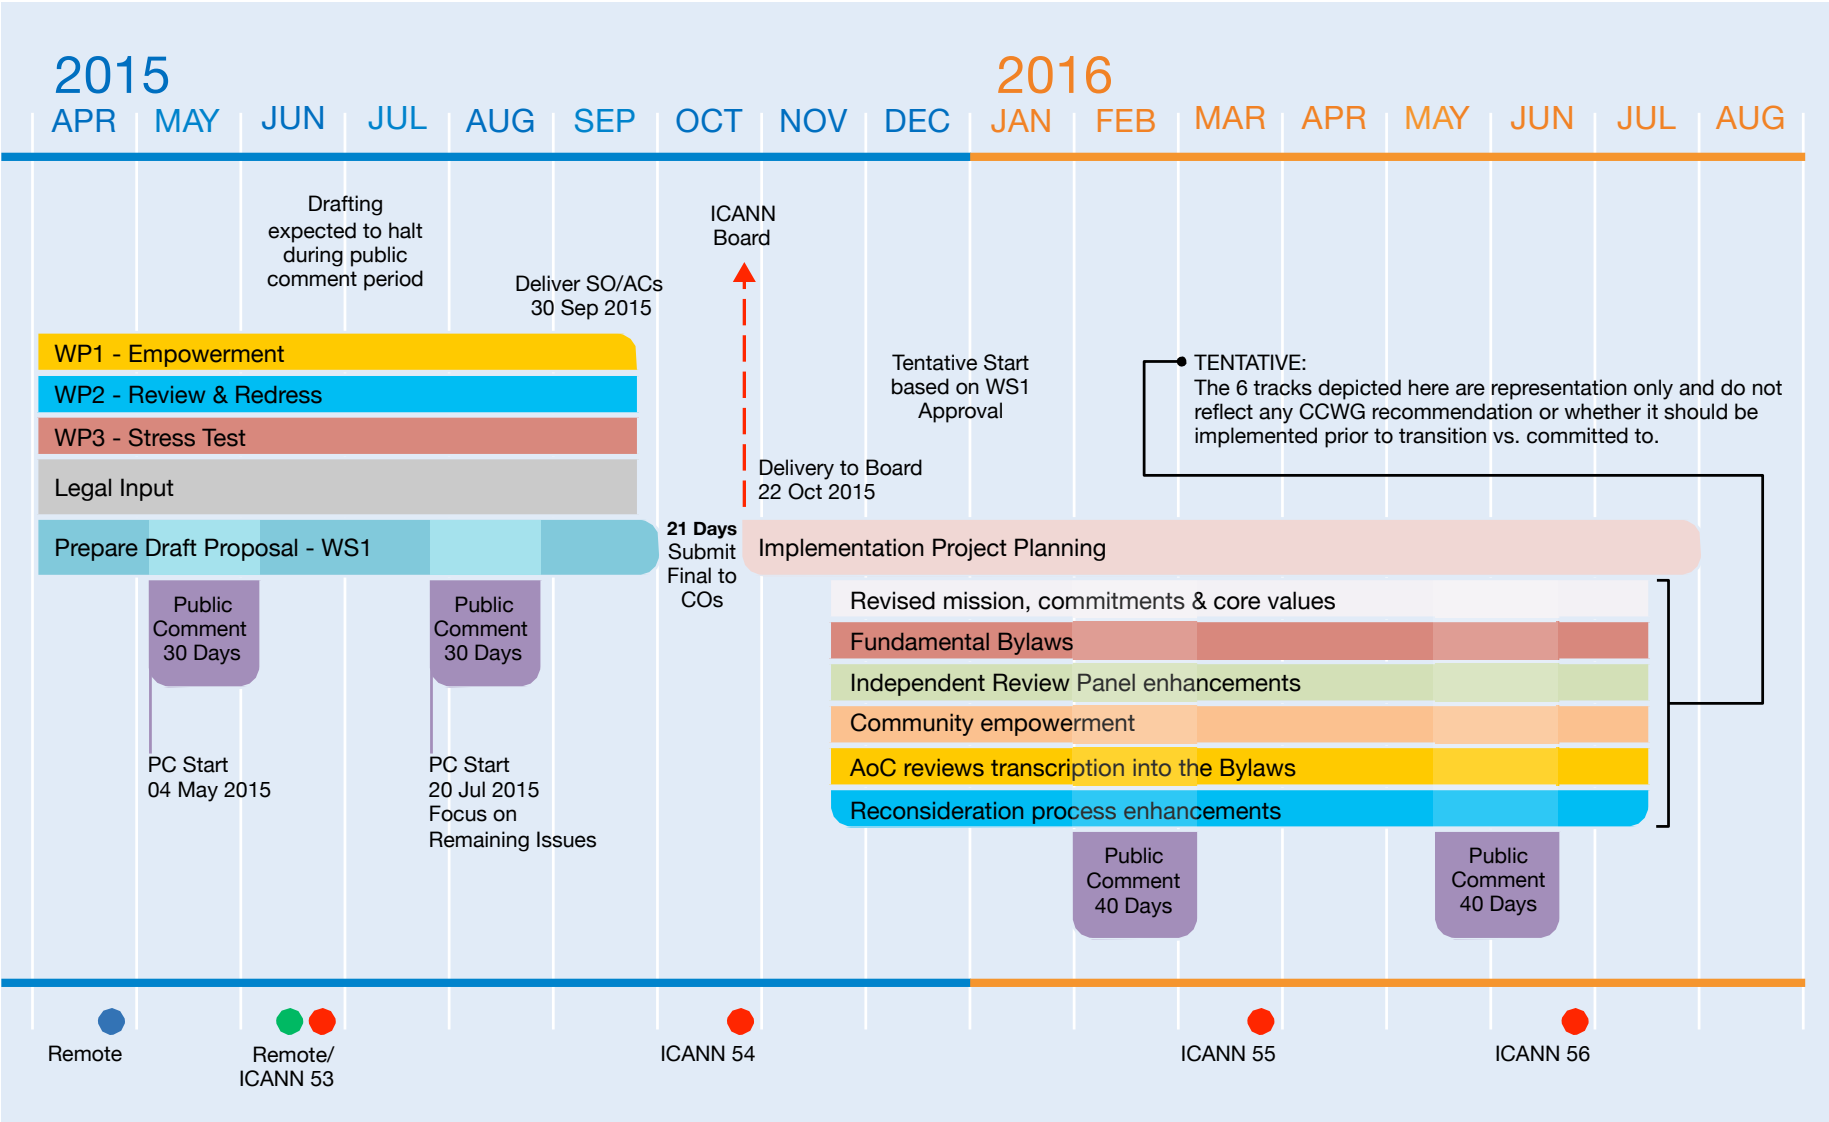 2015
2016
APR
MAY
JUN
JUL
AUG
SEP
OCT
NOV
DEC
JAN
FEB
MAR
APR
MAY
JUN
JUL
AUG
Drafting
expected to halt
during public
comment period
Deliver SO/ACs
30 Sep 2015
ICANN
Board
Tentative Start
based on WS1
Approval
TENTATIVE:
The 6 tracks depicted here are representation only and do not
reflect any CCWG recommendation or whether it should be
implemented prior to transition vs. committed to.
WP1 - Empowerment
WP2 - Review & Redress
WP3 - Stress Test
Legal Input
Prepare Draft Proposal - WS1
Delivery to Board
22 Oct 2015
21 Days
Submit
Final to
COs
Implementation Project Planning
Public
Comment
30 Days
Public
Comment
30 Days
PC Start
04 May 2015
PC Start
20 Jul 2015
Focus on
Remaining Issues
Revised mission, commitments & core values
Fundamental Bylaws
Independent Review Panel enhancements
Community empowerment
AoC reviews transcription into the Bylaws
Reconsideration process enhancements
Public
Comment
40 Days
Public
Comment
40 Days
Remote
Remote/
ICANN 53
ICANN 54
ICANN 55
ICANN 56